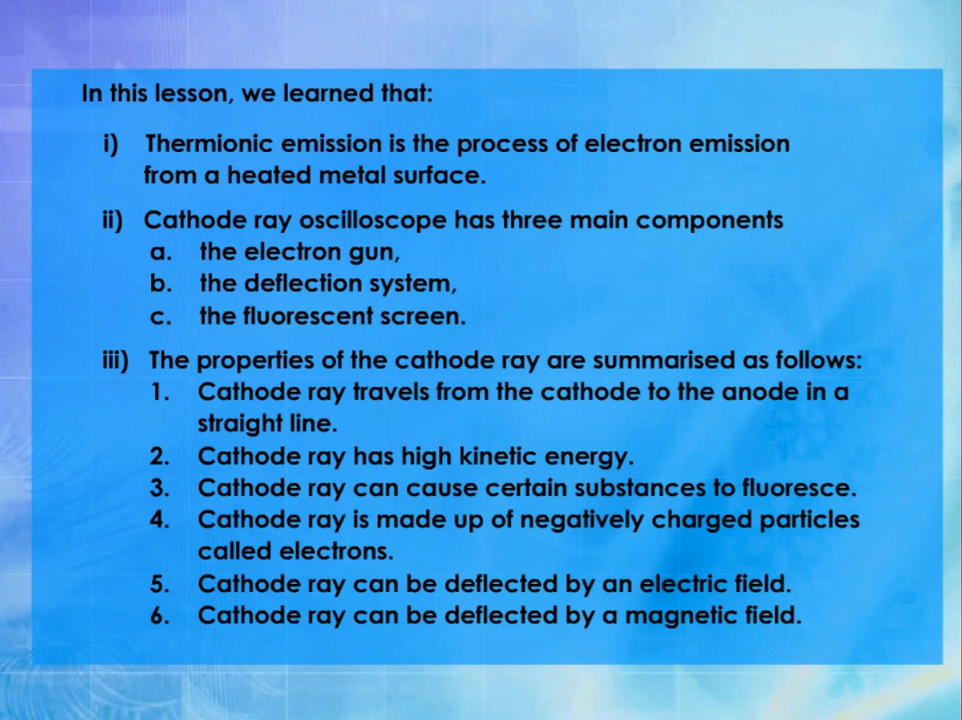 In this lesson, we learned that:
i) Thermionic emission is the process of electron emission
from a heated metal surface.
ii) Cathode ray oscilloscope has three main components
a. the electron gun,
b. the deflection system,
c. the fluorescent screen.
iii) The properties of the cathode ray are summarised as follows:
1. Cathode ray travels from the cathode to the anode in a
straight line.
2. Cathode ray has high kinetic energy.
3. Cathode ray can cause certain substances to fluoresce.
4. Cathode ray is made up of negatively charged particles
called electrons.
5. Cathode ray can be deflected by an electric field.
6. Cathode ray can be deflected by a magnetic field.